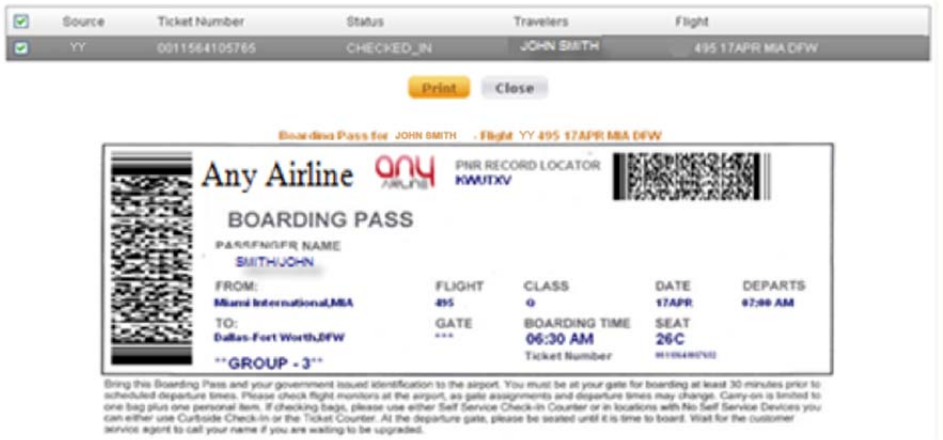 Source Ticket Number Status Travelers Flight
YY 0011564105765 CHECKED_IN JOHN SMITH 495 17APR MIA DFW
Print Close
Boarding Pass for JOHN SMITH - Flight YY 495 17APR MIA DFW
Any Airline any AIRLINE PNR RECORD LOCATOR
KWUTXV
BOARDING PASS
PASSENGER NAME
SMITH/JOHN
FROM: FLIGHT CLASS DATE DEPARTS
Miami International,MIA 495 Q 17APR 07:00 AM
TO: GATE BOARDING TIME SEAT
Dallas-Fort Worth,DFW *** 06:30 AM 26C
**GROUP - 3** Ticket Number
Bring this Boarding Pass and your government issued identification to the airport. You must be at your gate for boarding at least 30 minutes prior to
scheduled departure times. Please check flight monitors at the airport, as gate assignments and departure times may change. Carry-on is limited to
one bag plus one personal item. If checking bags, please use either Self Service Check-In Counter or in locations with No Self Service Devices you
can either use Curbside Check-In or the Ticket Counter. At the departure gate, please be seated until it is time to board. Wait for the customer
service agent to call your name if you are waiting to be upgraded.